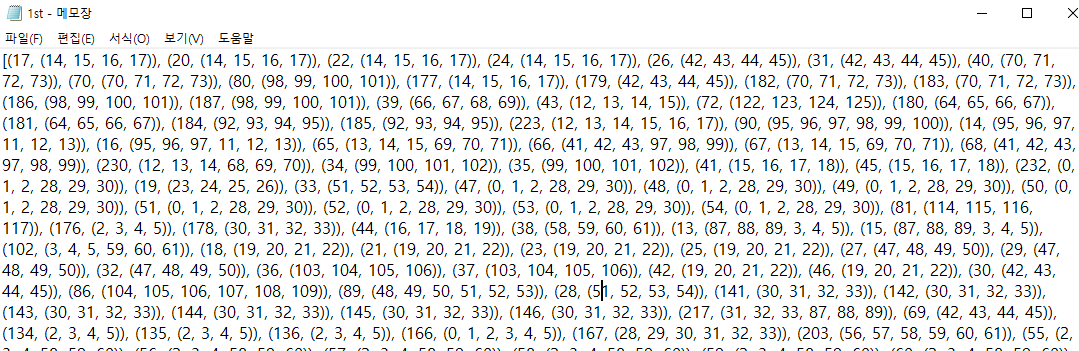 1st - 메모장
파일(F) 편집(E) 서식(O) 보기(V) 도움말
[(17, (14, 15, 16, 17)), (20, (14, 15, 16, 17)), (22, (14, 15, 16, 17)), (24, (14, 15, 16, 17)), (26, (42, 43, 44, 45)), (31, (42, 43, 44, 45)), (40, (70, 71,
72, 73)), (70, (70, 71, 72, 73)), (80, (98, 99, 100, 101)), (177, (14, 15, 16, 17)), (179, (42, 43, 44, 45)), (182, (70, 71, 72, 73)), (183, (70, 71, 72, 73)),
(186, (98, 99, 100, 101)), (187, (98, 99, 100, 101)), (39, (66, 67, 68, 69)), (43, (12, 13, 14, 15)), (72, (122, 123, 124, 125)), (180, (64, 65, 66, 67)),
(181, (64, 65, 66, 67)), (184, (92, 93, 94, 95)), (185, (92, 93, 94, 95)), (223, (12, 13, 14, 15, 16, 17)), (90, (95, 96, 97, 98, 99, 100)), (14, (95, 96, 97,
11, 12, 13)), (16, (95, 96, 97, 11, 12, 13)), (65, (13, 14, 15, 69, 70, 71)), (66, (41, 42, 43, 97, 98, 99)), (67, (13, 14, 15, 69, 70, 71)), (68, (41, 42, 43,
97, 98, 99)), (230, (12, 13, 14, 68, 69, 70)), (34, (99, 100, 101, 102)), (35, (99, 100, 101, 102)), (41, (15, 16, 17, 18)), (45, (15, 16, 17, 18)), (232, (0,
1, 2, 28, 29, 30)), (19, (23, 24, 25, 26)), (33, (51, 52, 53, 54)), (47, (0, 1, 2, 28, 29, 30)), (48, (0, 1, 2, 28, 29, 30)), (49, (0, 1, 2, 28, 29, 30)), (50, (0,
1, 2, 28, 29, 30)), (51, (0, 1, 2, 28, 29, 30)), (52, (0, 1, 2, 28, 29, 30)), (53, (0, 1, 2, 28, 29, 30)), (54, (0, 1, 2, 28, 29, 30)), (81, (114, 115, 116,
117)), (176, (2, 3, 4, 5)), (178, (30, 31, 32, 33)), (44, (16, 17, 18, 19)), (38, (58, 59, 60, 61)), (13, (87, 88, 89, 3, 4, 5)), (15, (87, 88, 89, 3, 4, 5)),
(102, (3, 4, 5, 59, 60, 61)), (18, (19, 20, 21, 22)), (21, (19, 20, 21, 22)), (23, (19, 20, 21, 22)), (25, (19, 20, 21, 22)), (27, (47, 48, 49, 50)), (29, (47,
48, 49, 50)), (32, (47, 48, 49, 50)), (36, (103, 104, 105, 106)), (37, (103, 104, 105, 106)), (42, (19, 20, 21, 22)), (46, (19, 20, 21, 22)), (30, (42, 43,
44, 45)), (86, (104, 105, 106, 107, 108, 109)), (89, (48, 49, 50, 51, 52, 53)), (28, (51, 52, 53, 54)), (141, (30, 31, 32, 33)), (142, (30, 31, 32, 33)),
(143, (30, 31, 32, 33)), (144, (30, 31, 32, 33)), (145, (30, 31, 32, 33)), (146, (30, 31, 32, 33)), (217, (31, 32, 33, 87, 88, 89)), (69, (42, 43, 44, 45)),
(134, (2, 3, 4, 5)), (135, (2, 3, 4, 5)), (136, (2, 3, 4, 5)), (166, (0, 1, 2, 3, 4, 5)), (167, (28, 29, 30, 31, 32, 33)), (203, (56, 57, 58, 59, 60, 61)), (55, (2,